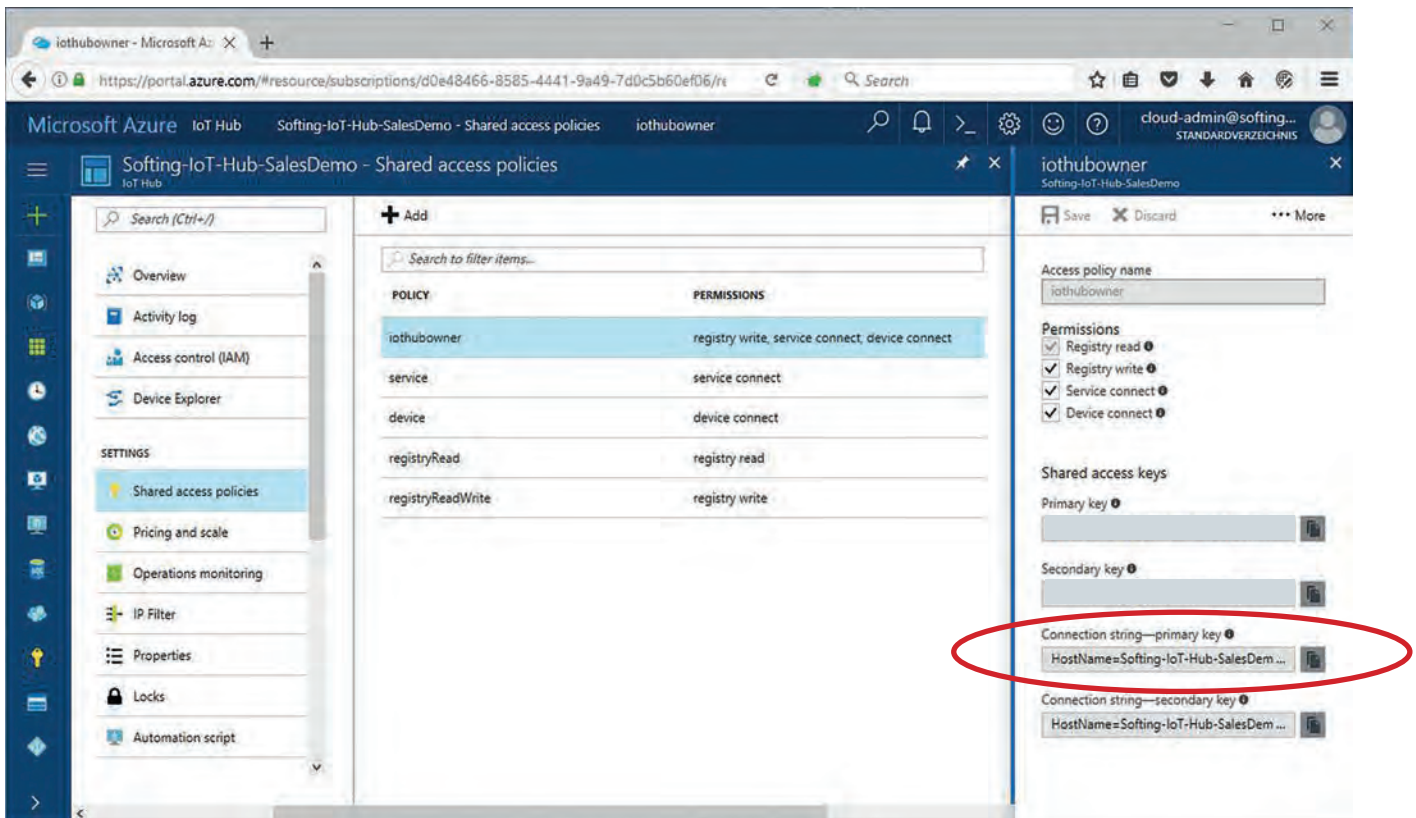 iothubowner - Microsoft Az
https://portal.azure.com/#resource/subscriptions/d0e48466-8585-4441-9a49-7d0c5b60ef06/re
Search
Microsoft Azure IoT Hub Softing-IoT-Hub-SalesDemo - Shared access policies iothubowner
cloud-admin@softing...
STANDARDVERZEICHNIS
Softing-IoT-Hub-SalesDemo - Shared access policies
IoT Hub
Search (Ctrl+/)
Overview
Activity log
Access control (IAM)
Device Explorer
SETTINGS
Shared access policies
Pricing and scale
Operations monitoring
IP Filter
Properties
Locks
Automation script
Add
Search to filter items...
POLICY PERMISSIONS
iothubowner registry write, service connect, device connect
service service connect
device device connect
registryRead registry read
registryReadWrite registry write
iothubowner
Softing-IoT-Hub-SalesDemo
Save Discard ••• More
Access policy name
iothubowner
Permissions
Registry read
Registry write
Service connect
Device connect
Shared access keys
Primary key
Secondary key
Connection string—primary key
HostName=Softing-IoT-Hub-SalesDem ...
Connection string—secondary key
HostName=Softing-IoT-Hub-SalesDem ...